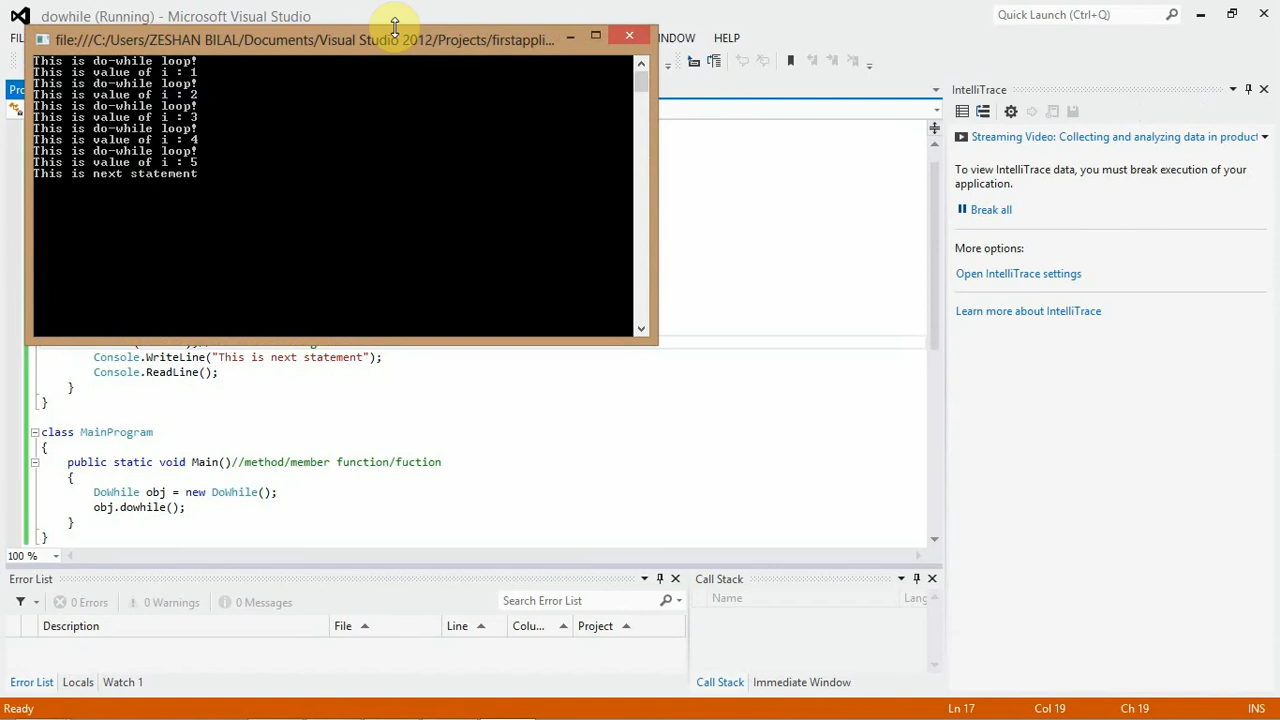 dowhile (Running) - Microsoft Visual Studio
Quick Launch (Ctrl+Q)
file:///C:/Users/ZESHAN BILAL/Documents/Visual Studio 2012/Projects/firstappli...
WINDOW HELP
This is do-while loop!
This is value of i : 1
This is do-while loop!
This is value of i : 2
This is do-while loop!
This is value of i : 3
This is do-while loop!
This is value of i : 4
This is do-while loop!
This is value of i : 5
This is next statement
IntelliTrace
Streaming Video: Collecting and analyzing data in product
To view IntelliTrace data, you must break execution of your
application.
Break all
More options:
Open IntelliTrace settings
Learn more about IntelliTrace
Console.WriteLine("This is next statement");
Console.ReadLine();
}
}
class MainProgram
{
public static void Main()//method/member function/fuction
{
DoWhile obj = new DoWhile();
obj.dowhile();
}
}
100 %
Error List
0 Errors
0 Warnings
0 Messages
Search Error List
Description
File
Line
Colu...
Project
Error List
Locals
Watch 1
Call Stack
Name
Lang
Call Stack
Immediate Window
Ready
Ln 17
Col 19
Ch 19
INS